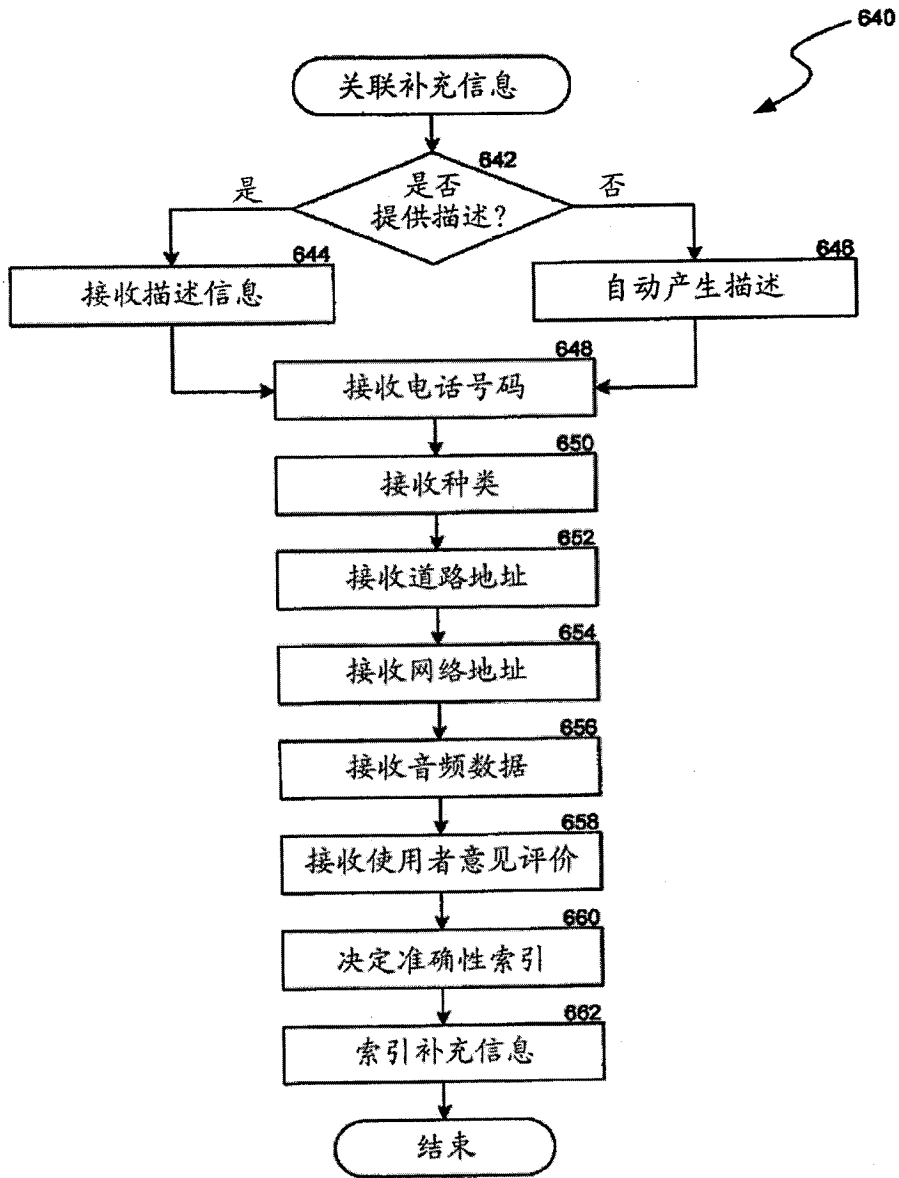 640
关联补充信息
642
是否
提供描述?
是
否
644
接收描述信息
646
自动产生描述
648
接收电话号码
650
接收种类
652
接收道路地址
654
接收网络地址
656
接收音频数据
658
接收使用者意见评价
660
决定准确性索引
662
索引补充信息
结束